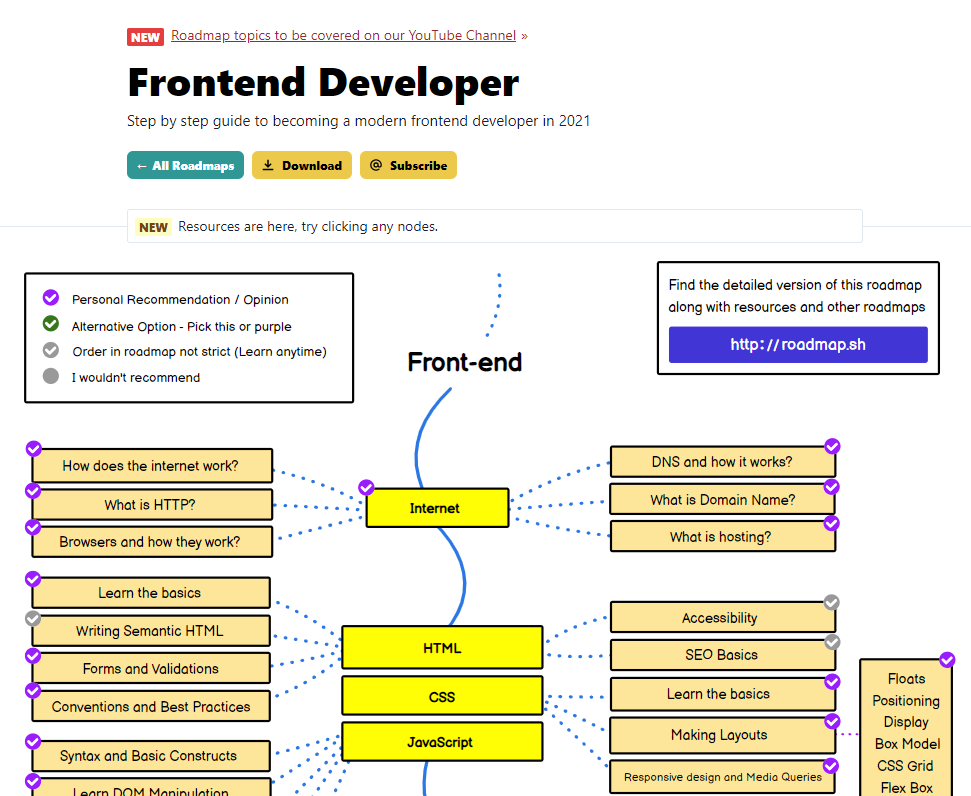 NEW Roadmap topics to be covered on our YouTube Channel »
Frontend Developer
Step by step guide to becoming a modern frontend developer in 2021
← All Roadmaps
Download
Subscribe
NEW Resources are here, try clicking any nodes.
Personal Recommendation / Opinion
Alternative Option - Pick this or purple
Order in roadmap not strict (Learn anytime)
I wouldn't recommend
Find the detailed version of this roadmap
along with resources and other roadmaps
http://roadmap.sh
Front-end
How does the internet work?
What is HTTP?
Browsers and how they work?
Internet
DNS and how it works?
What is Domain Name?
What is hosting?
Learn the basics
Writing Semantic HTML
Forms and Validations
Conventions and Best Practices
HTML
CSS
JavaScript
Accessibility
SEO Basics
Learn the basics
Making Layouts
Responsive design and Media Queries
Floats
Positioning
Display
Box Model
CSS Grid
Flex Box
Syntax and Basic Constructs
Learn DOM Manipulation